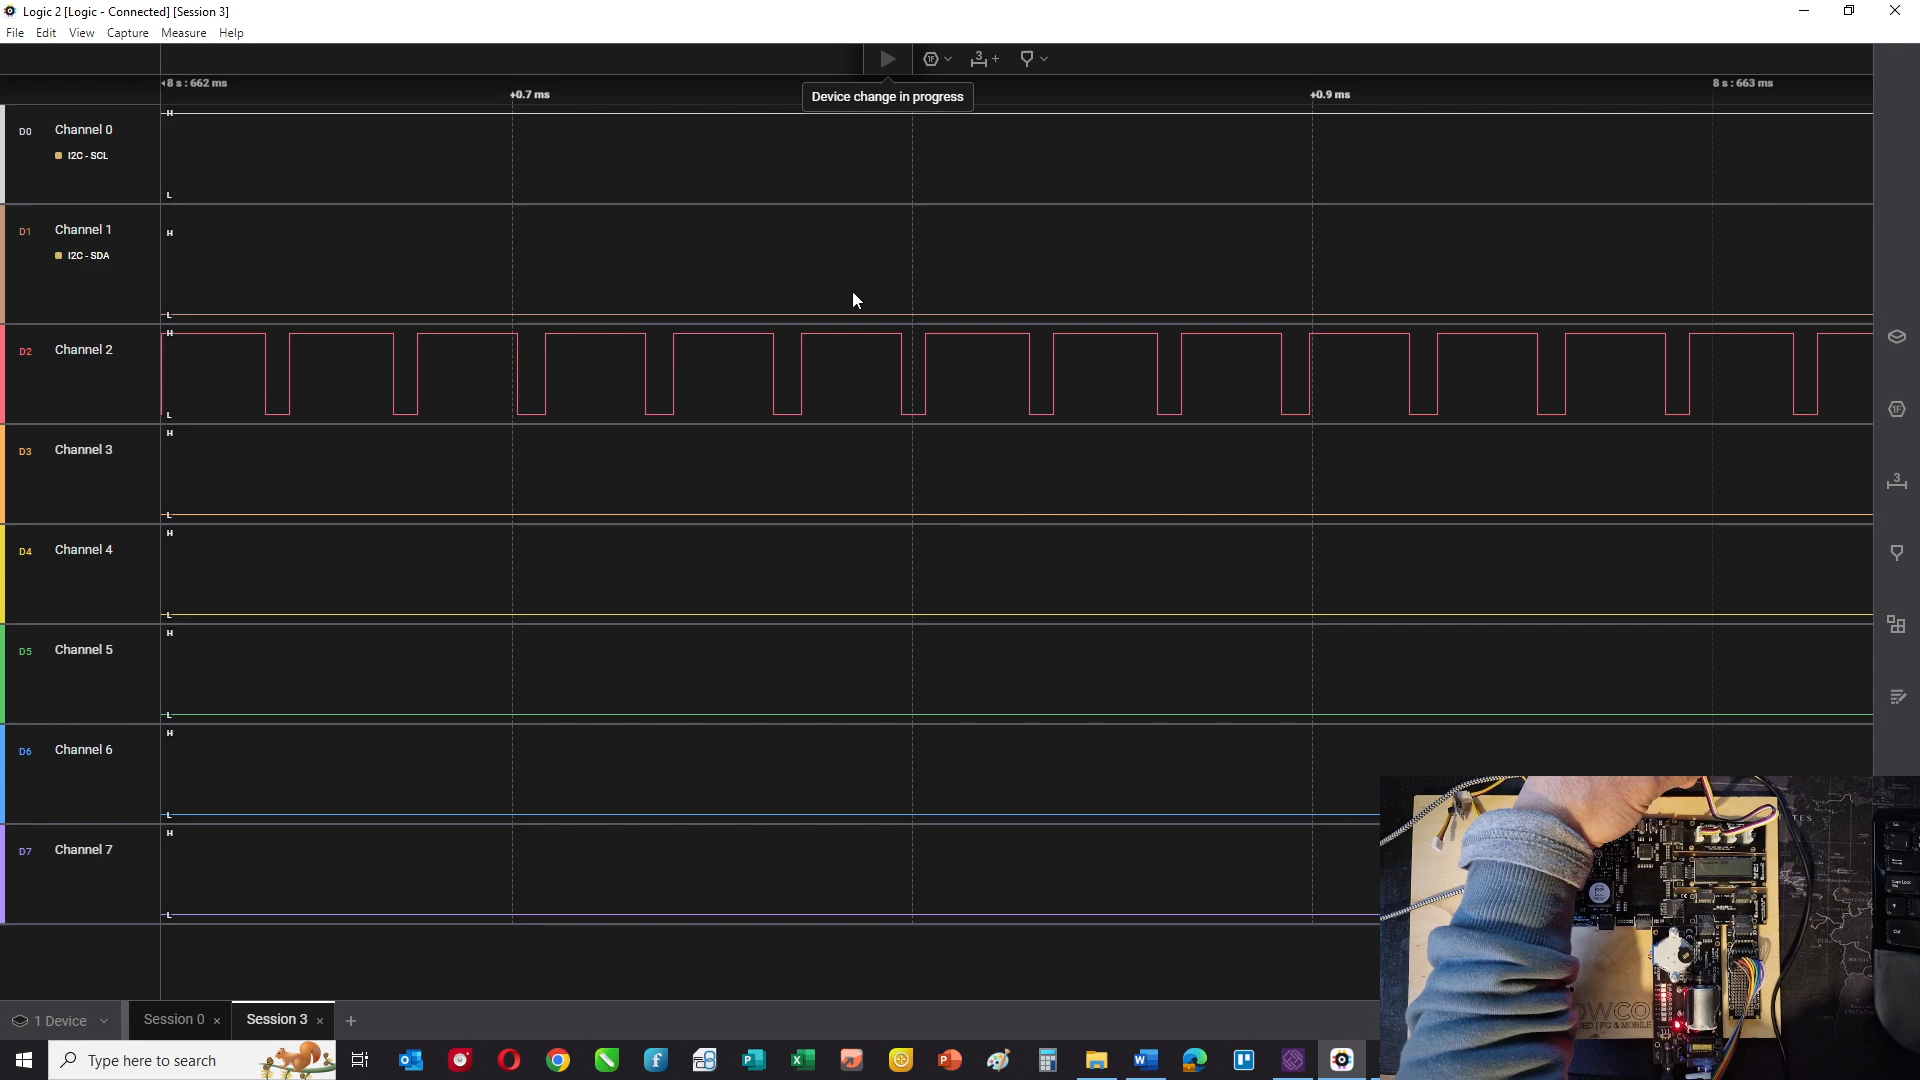 Logic 2 [Logic - Connected] [Session 3]
File Edit View Capture Measure Help
8 s : 662 ms
8 s : 663 ms
+0.7 ms
+0.9 ms
Device change in progress
D0 Channel 0 H
I2C - SCL
L
D1 Channel 1 H
I2C - SDA
L
D2 Channel 2 H
L
D3 Channel 3 H
L
D4 Channel 4 H
L
D5 Channel 5 H
L
D6 Channel 6 H
L
D7 Channel 7 H
L
1 Device
Session 0
Session 3
Type here to search